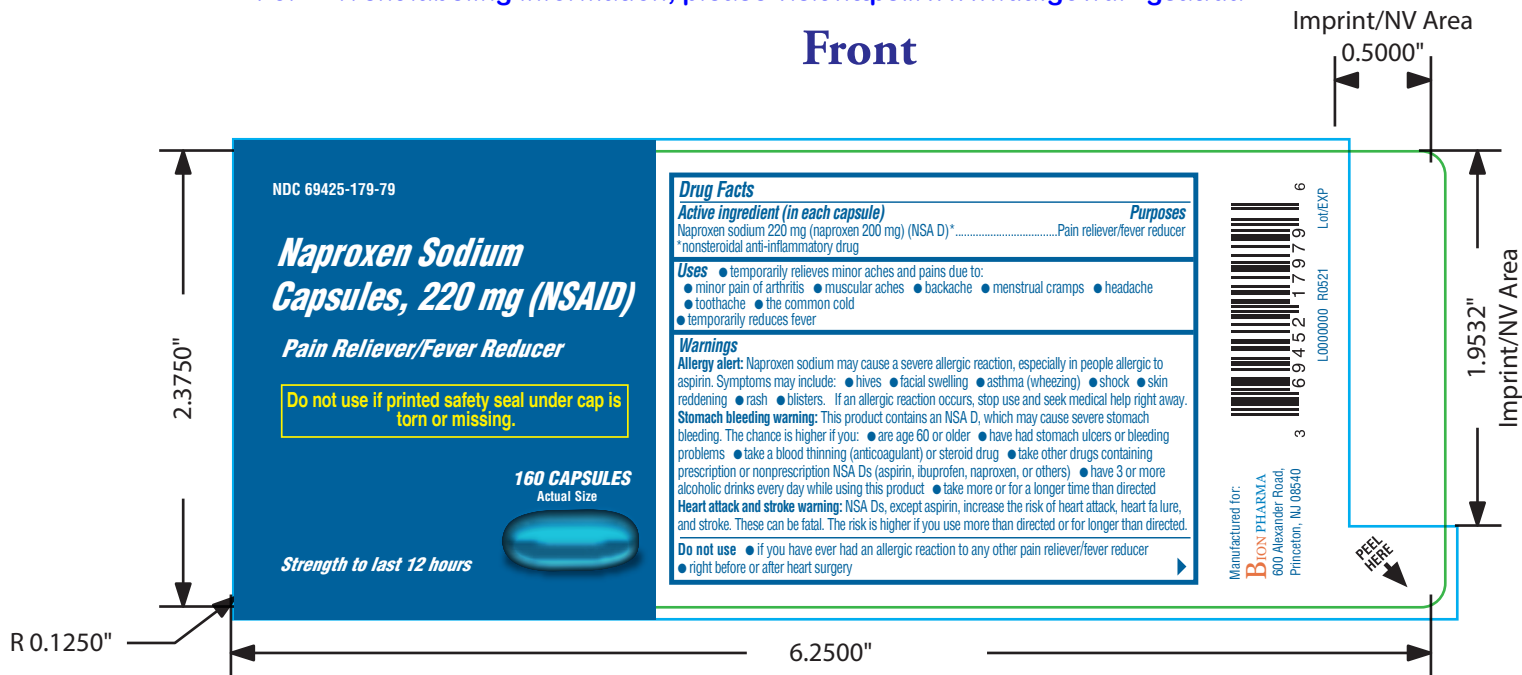 Front
Imprint/NV Area
0.5000"
2.3750"
NDC 69425-179-79
Naproxen Sodium
Capsules, 220 mg (NSAID)
Pain Reliever/Fever Reducer
Do not use if printed safety seal under cap is
torn or missing.
160 CAPSULES
Actual Size
Strength to last 12 hours
Drug Facts
Active ingredient (in each capsule) Purposes
Naproxen sodium 220 mg (naproxen 200 mg) (NSA D)*...................................Pain reliever/fever reducer
*nonsteroidal anti-inflammatory drug
Uses ● temporarily relieves minor aches and pains due to:
● minor pain of arthritis ● muscular aches ● backache ● menstrual cramps ● headache
● toothache ● the common cold
● temporarily reduces fever
Warnings
Allergy alert: Naproxen sodium may cause a severe allergic reaction, especially in people allergic to
aspirin. Symptoms may include: ● hives ● facial swelling ● asthma (wheezing) ● shock ● skin
reddening ● rash ● blisters. If an allergic reaction occurs, stop use and seek medical help right away.
Stomach bleeding warning: This product contains an NSA D, which may cause severe stomach
bleeding. The chance is higher if you: ● are age 60 or older ● have had stomach ulcers or bleeding
problems ● take a blood thinning (anticoagulant) or steroid drug ● take other drugs containing
prescription or nonprescription NSA Ds (aspirin, ibuprofen, naproxen, or others) ● have 3 or more
alcoholic drinks every day while using this product ● take more or for a longer time than directed
Heart attack and stroke warning: NSA Ds, except aspirin, increase the risk of heart attack, heart fa lure,
and stroke. These can be fatal. The risk is higher if you use more than directed or for longer than directed.
Do not use ● if you have ever had an allergic reaction to any other pain reliever/fever reducer
● right before or after heart surgery
3 69452 17979 6
L0000000 R0521 Lot/EXP
Manufactured for:
BION PHARMA
600 Alexander Road,
Princeton, NJ 08540
PEEL
HERE
1.9532"
Imprint/NV Area
R 0.1250"
6.2500"